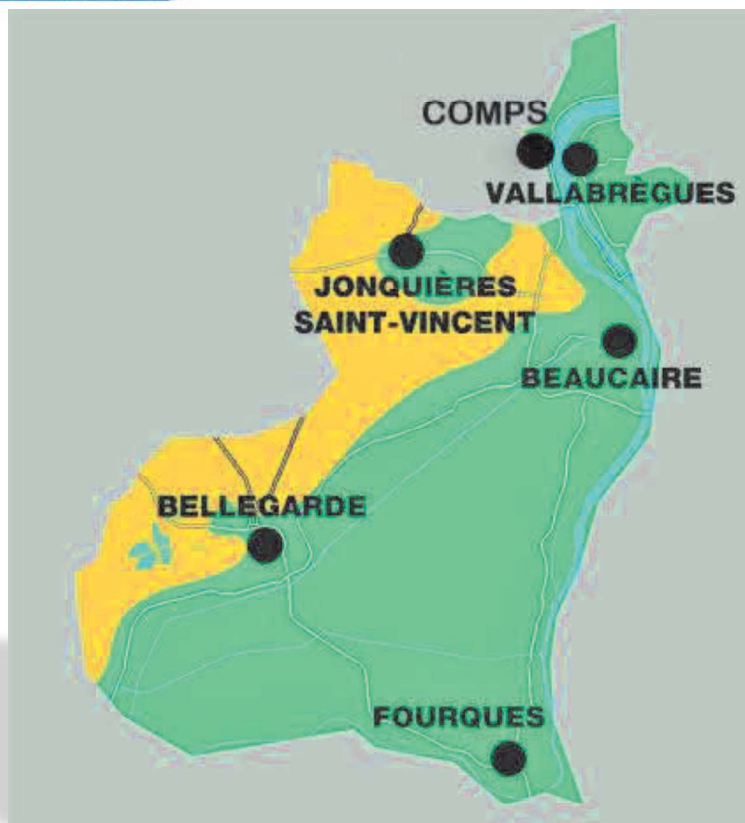 COMPS
VALLABRÈGUES
JONQUIÈRES
SAINT-VINCENT
BEAUCAIRE
BELLEGARDE
FOURQUES